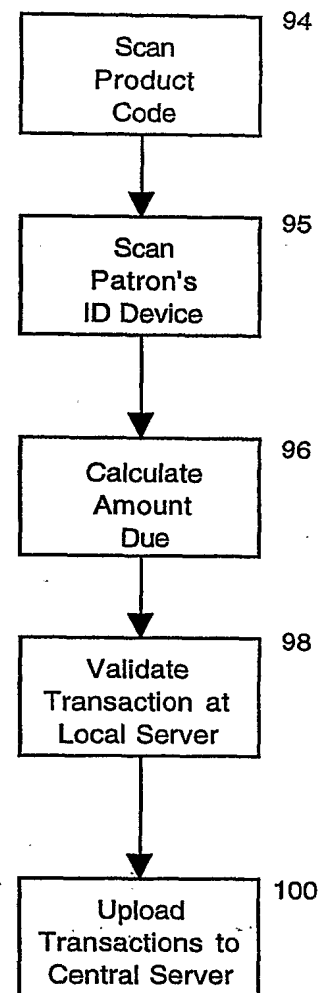 94
Scan
Product
Code
95
Scan
Patron's
ID Device
96
Calculate
Amount
Due
98
Validate
Transaction at
Local Server
100
Upload
Transactions to
Central Server